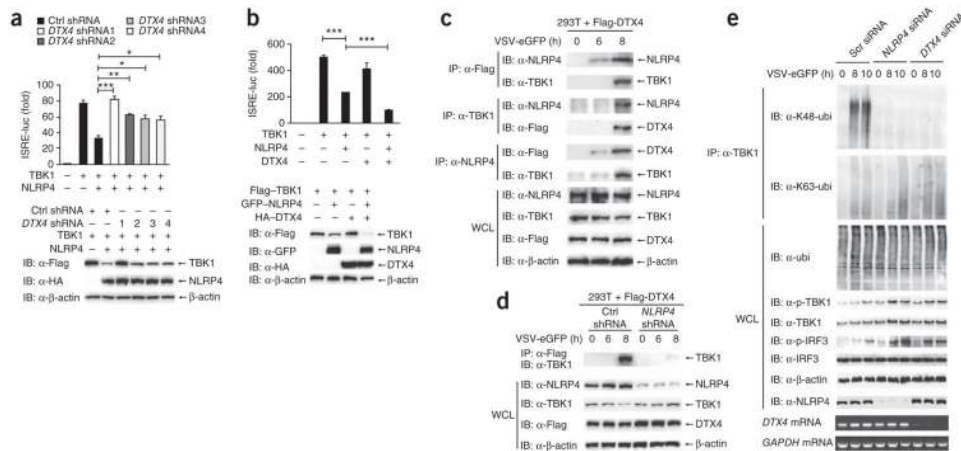 a
Ctrl shRNA
DTX4 shRNA1
DTX4 shRNA2
DTX4 shRNA3
DTX4 shRNA4
*
*
**
***
ISRE-luc (fold)
100
80
60
40
20
0
TBK1 – + + + + + +
NLRP4 – – + + + + +
Ctrl shRNA + +
DTX4 shRNA – – 1 2 3 4
TBK1 + + + + + +
NLRP4 – + + + + +
IB: α-Flag ←TBK1
IB: α-HA ←NLRP4
IB: α-β-actin ←β-actin
b
*** ***
ISRE-luc (fold)
600
450
300
150
0
TBK1 – + + + +
NLRP4 – – + – +
DTX4 – – – + +
Flag–TBK1 + + + +
GFP–NLRP4 – + – +
HA–DTX4 – – + +
IB: α-Flag ←TBK1
IB: α-GFP ←NLRP4
IB: α-HA ←DTX4
IB: α-β-actin ←β-actin
c
293T + Flag-DTX4
VSV-eGFP (h) 0 6 8
IP: α-Flag
IB: α-NLRP4 ←NLRP4
IB: α-TBK1 ←TBK1
IP: α-TBK1
IB: α-NLRP4 ←NLRP4
IB: α-Flag ←DTX4
IP: α-NLRP4
IB: α-Flag ←DTX4
IB: α-TBK1 ←TBK1
WCL
IB: α-NLRP4 ←NLRP4
IB: α-TBK1 ←TBK1
IB: α-Flag ←DTX4
IB: α-β-actin ←β-actin
d
293T + Flag-DTX4
Ctrl shRNA
NLRP4 shRNA
VSV-eGFP (h) 0 6 8 0 6 8
IP: α-Flag
IB: α-TBK1 ←TBK1
WCL
IB: α-NLRP4 ←NLRP4
IB: α-TBK1 ←TBK1
IB: α-Flag ←DTX4
IB: α-β-actin ←β-actin
e
Scr siRNA
NLRP4 siRNA
DTX4 siRNA
VSV-eGFP (h) 0 8 10 0 8 10 0 8 10
IP: α-TBK1
IB: α-K48-ubi
IB: α-K63-ubi
WCL
IB: α-ubi
IB: α-p-TBK1
IB: α-TBK1
IB: α-p-IRF3
IB: α-IRF3
IB: α-β-actin
IB: α-NLRP4
DTX4 mRNA
GAPDH mRNA